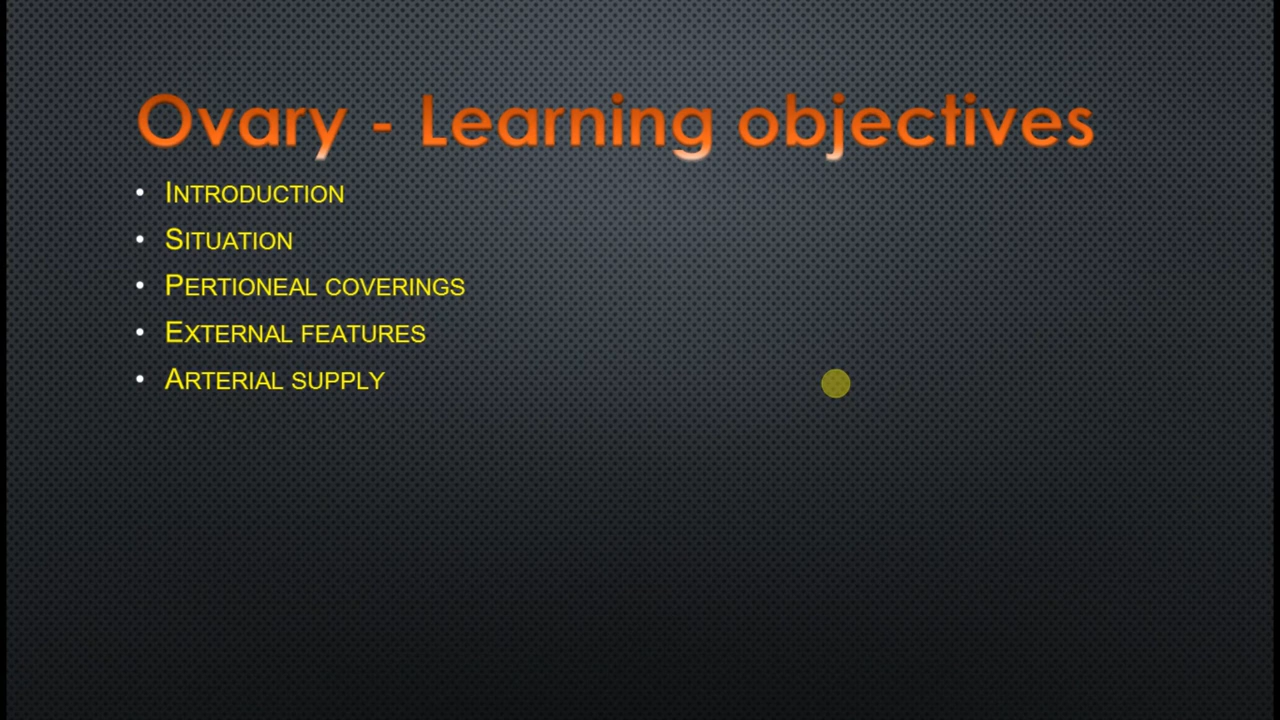 Ovary - Learning objectives
• INTRODUCTION
• SITUATION
• PERTIONEAL COVERINGS
• EXTERNAL FEATURES
• ARTERIAL SUPPLY